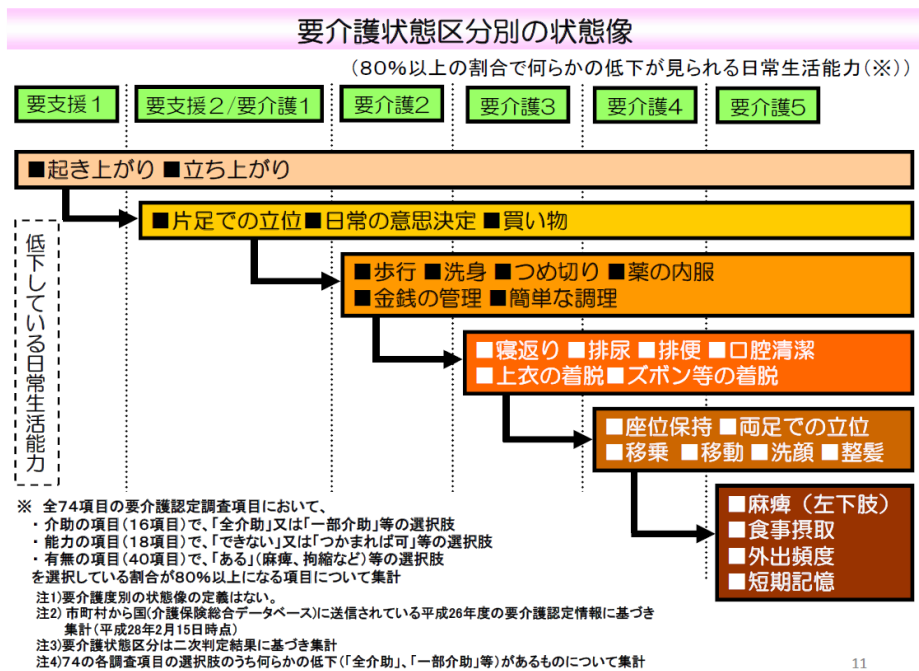 要介護状態区分別の状態像
(80%以上の割合で何らかの低下が見られる日常生活能力(※))
要支援1
要支援2/要介護1
要介護2
要介護3
要介護4
要介護5
■起き上がり ■立ち上がり
■片足での立位■日常の意思決定 ■買い物
■歩行 ■洗身 ■つめ切り ■薬の内服
■金銭の管理 ■簡単な調理
■寝返り ■排尿 ■排便 ■口腔清潔
■上衣の着脱■ズボン等の着脱
■座位保持 ■両足での立位
■移乗 ■移動 ■洗顔 ■整髪
■麻痺(左下肢)
■食事摂取
■外出頻度
■短期記憶
低下している日常生活能力
※ 全74項目の要介護認定調査項目において、
・介助の項目(16項目)で、「全介助」又は「一部介助」等の選択肢
・能力の項目(18項目)で、「できない」又は「つかまれば可」等の選択肢
・有無の項目(40項目)で、「ある」(麻痺、拘縮など)等の選択肢
を選択している割合が80%以上になる項目について集計
注1)要介護度別の状態像の定義はない。
注2) 市町村から国(介護保険総合データベース)に送信されている平成26年度の要介護認定情報に基づき
集計(平成28年2月15日時点)
注3)要介護状態区分は二次判定結果に基づき集計
注4)74の各調査項目の選択肢のうち何らかの低下(「全介助」、「一部介助」等)があるものについて集計
11